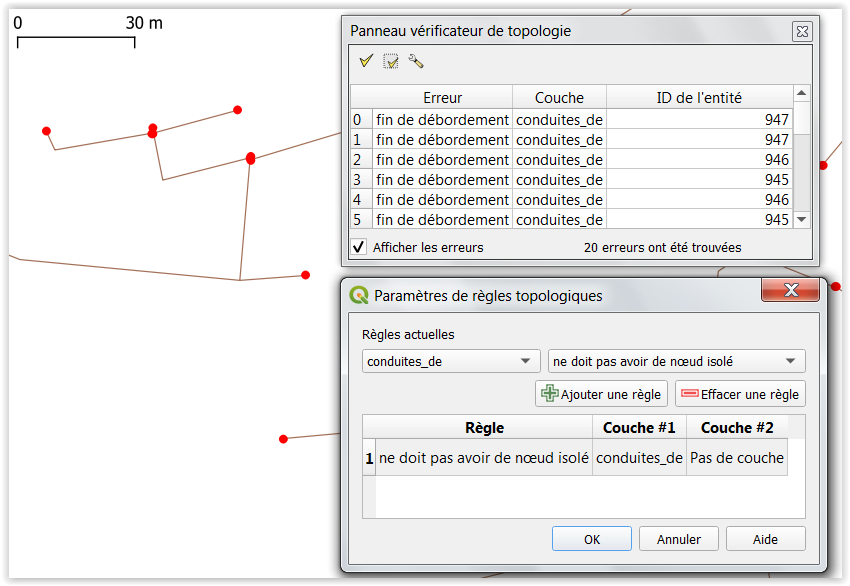 0 30 m
Panneau vérificateur de topologie
Erreur Couche ID de l'entité
0 fin de débordement conduites_de 947
1 fin de débordement conduites_de 947
2 fin de débordement conduites_de 946
3 fin de débordement conduites_de 945
4 fin de débordement conduites_de 946
5 fin de débordement conduites_de 945
Afficher les erreurs 20 erreurs ont été trouvées
Paramètres de règles topologiques
Règles actuelles
conduites_de ne doit pas avoir de nœud isolé
Ajouter une règle Effacer une règle
Règle Couche #1 Couche #2
1 ne doit pas avoir de nœud isolé conduites_de Pas de couche
OK Annuler Aide